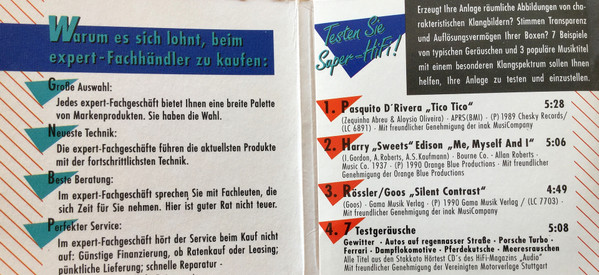 Warum es sich lohnt, beim
expert-Fachhändler zu kaufen:
Große Auswahl:
Jedes expert-Fachgeschäft bietet Ihnen eine breite Palette
von Markenprodukten. Sie haben die Wahl.
Neueste Technik:
Die expert-Fachgeschäfte führen die aktuellsten Produkte
mit der fortschrittlichsten Technik.
Beste Beratung:
Im expert-Fachgeschäft sprechen Sie mit Fachleuten, die
sich Zeit für Sie nehmen. Hier ist guter Rat nicht teuer.
Perfekter Service:
Im expert-Fachgeschäft hört der Service beim Kauf nicht
auf: Günstige Finanzierung, ob Ratenkauf oder Leasing;
pünktliche Lieferung; schnelle Reparatur -
Testen Sie
Super-HiFi!
Erzeugt Ihre Anlage räumliche Abbildungen von cha-
rakteristischen Klangbildern? Stimmen Transparenz
und Auflösungsvermögen Ihrer Boxen? 7 Beispiele
von typischen Geräuschen und 3 populäre Musiktitel
mit einem besonderen Klangspektrum sollen Ihnen
helfen, Ihre Anlage zu testen und einzustellen.
1. Pasquito D´Rivera „Tico Tico“ 5:28
(Zequinha Abreu & Aloysio Oliveira) - APRS(BMI) - (P) 1989 Chesky Records/
(LC 6891) - Mit freundlicher Genehmigung der inak MusiCompany
2. Harry „Sweets“ Edison „Me, Myself And I“ 5:06
(I. Gordon, A. Roberts, A.S. Kaufmann) - Bourne Co. - Allan Roberts -
Music Co. 1937 - (P) 1990 Orange Blue Productions - Mit freundlicher
Genehmigung der Orange Blue Productions
3. Rössler/Goos „Silent Contrast“ 4:49
(Goos) - Gama Musik Verlag - (P) 1990 Gama Musik Verlag / (LC 7703) -
Mit freundlicher Genehmigung der inak MusiCompany
4. 7 Testgeräusche 5:08
Gewitter - Autos auf regennasser Straße - Porsche Turbo -
Ferrari - Dampflokomotive - Pferdekutsche - Meeresrauschen
Alle Titel aus den Stakkato Hörtest CD´s des HiFi-Magazins „Audio“
Mit freundlicher Genehmigung der Vereinigten Motorverlage Stuttgart